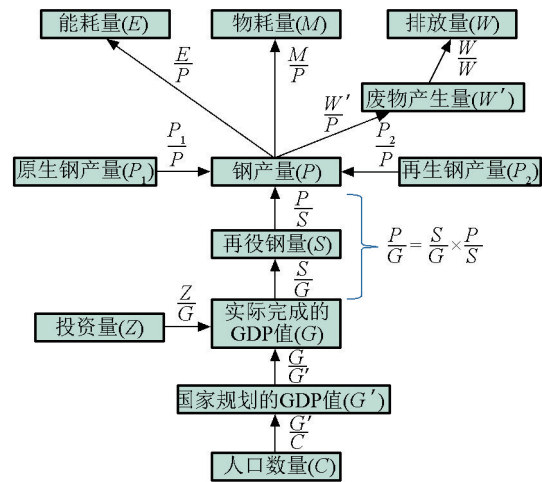 能耗量(E)
物耗量(M)
排放量(W)
E/P
M/P
W/W
W′/P
废物产生量(W′)
P₁/P
P₂/P
原生钢产量(P₁)
钢产量(P)
再生钢产量(P₂)
P/S
再役钢量(S)
P/G = S/G × P/S
S/G
Z/G
投资量(Z)
实际完成的
GDP值(G)
G/G′
国家规划的GDP值(G′)
G′/C
人口数量(C)